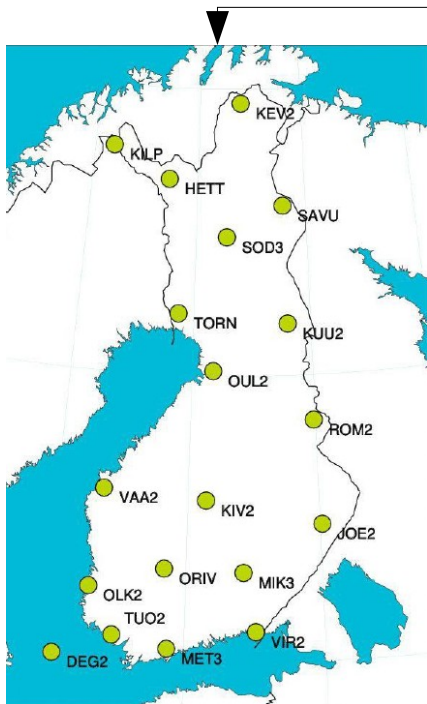 KEV2
KILP
HETT
SAVU
SOD3
TORN
KUU2
OUL2
ROM2
VAA2
KIV2
JOE2
ORIV
MIK3
OLK2
TUO2
VIR2
DEG2
MET3